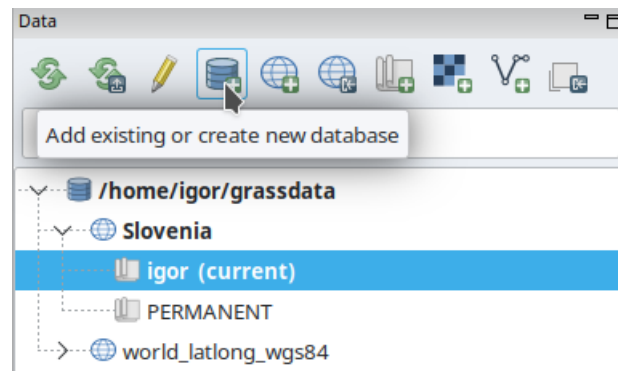 Data
Add existing or create new database
/home/igor/grassdata
Slovenia
igor (current)
PERMANENT
world_latlong_wgs84